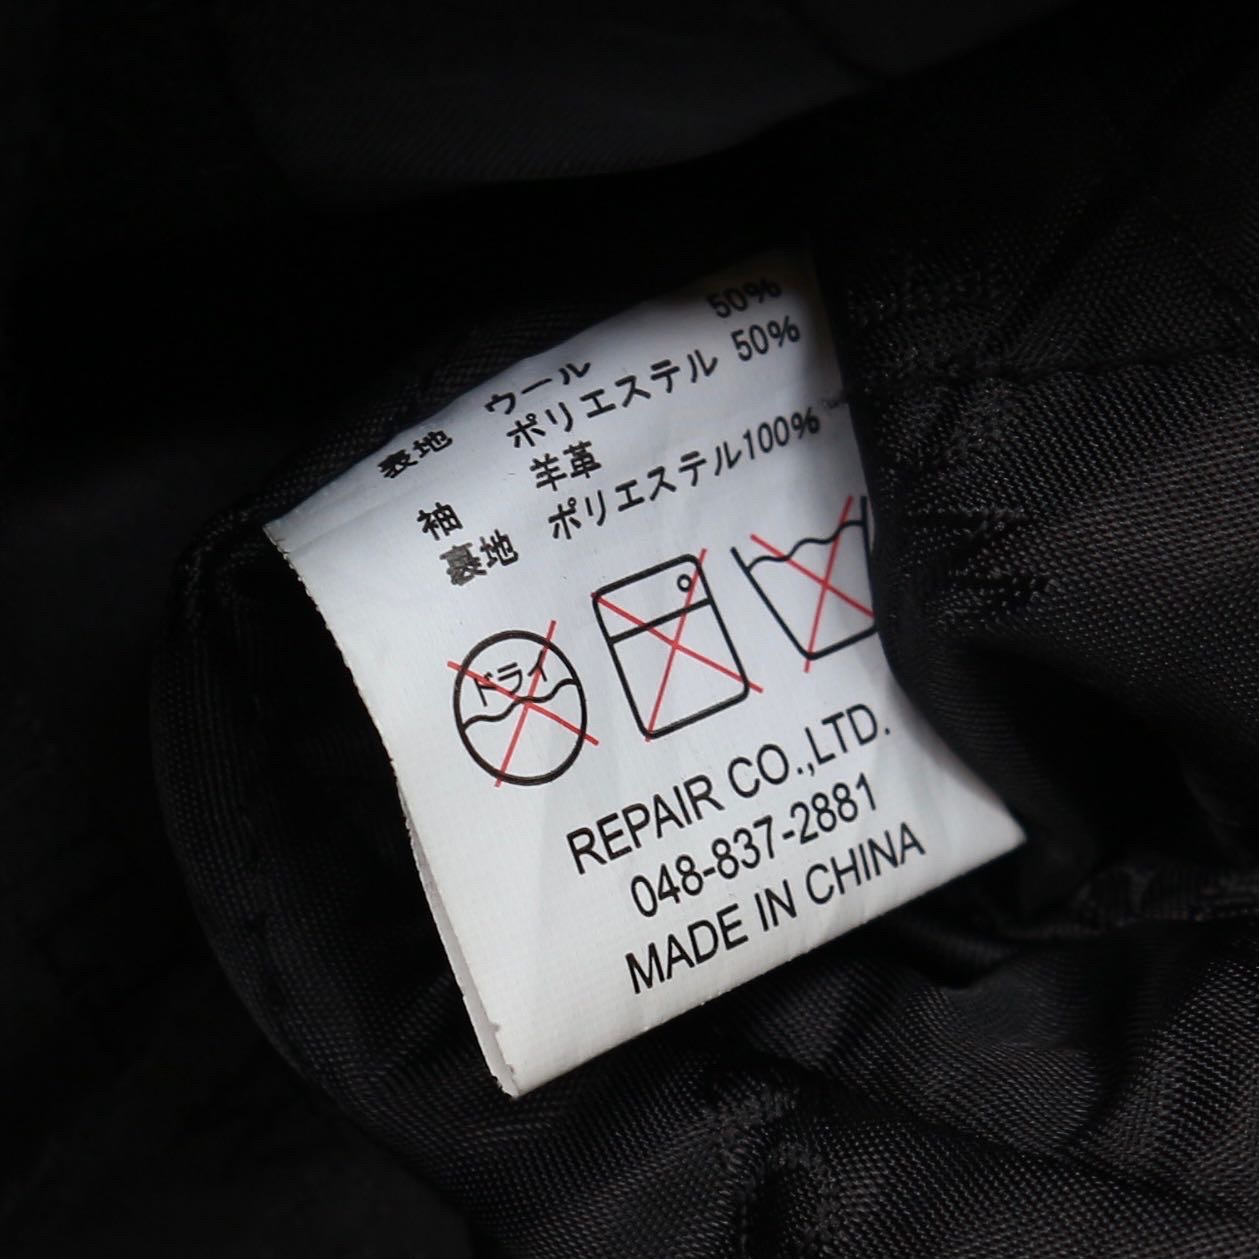 表地 ウール 50%
ポリエステル 50%
袖 羊革
裏地 ポリエステル100%
ドライ
REPAIR CO.,LTD.
048-837-2881
MADE IN CHINA